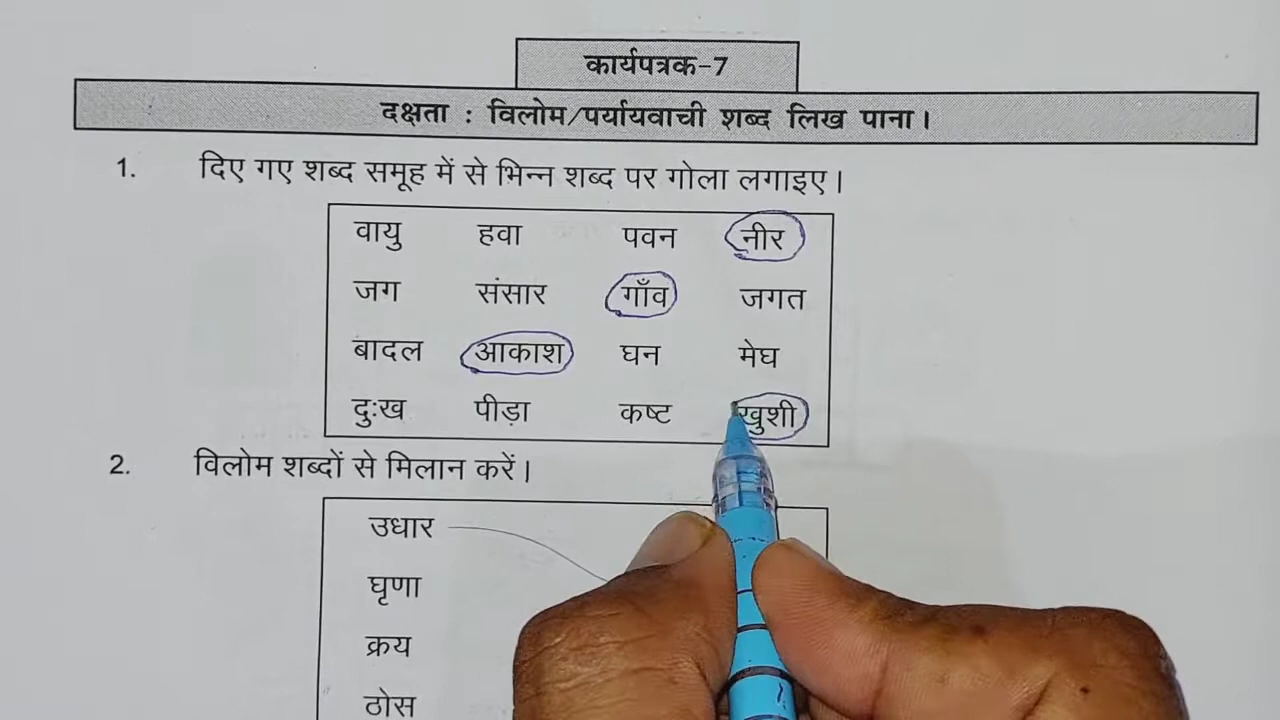 कार्यपत्रक-7
दक्षता : विलोम/पर्यायवाची शब्द लिख पाना।
1. दिए गए शब्द समूह में से भिन्न शब्द पर गोला लगाइए।
वायु हवा पवन नीर
जग संसार गाँव जगत
बादल आकाश घन मेघ
दुःख पीड़ा कष्ट खुशी
2. विलोम शब्दों से मिलान करें।
उधार
घृणा
क्रय
ठोस